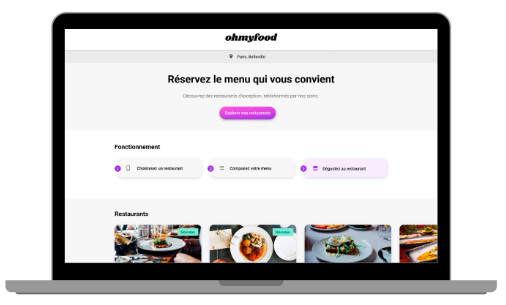 ohmyfood
Paris, Belleville
Réservez le menu qui vous convient
Découvrez des restaurants d'exception, sélectionnés par nos soins.
Explorer nos restaurants
Fonctionnement
1 Choisissez un restaurant
2 Composez votre menu
3 Dégustez au restaurant
Restaurants
Nouveau
Nouveau